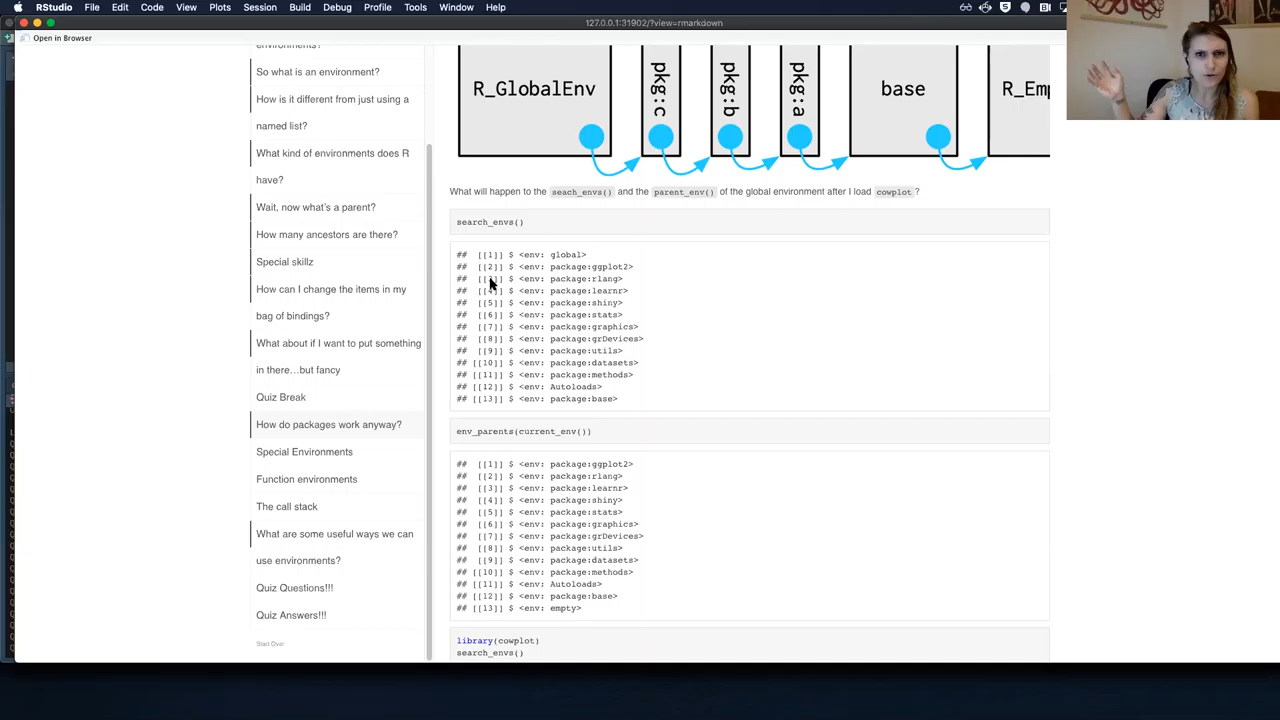 RStudio File Edit Code View Plots Session Build Debug Profile Tools Window Help
127.0.0.1:31902/?view=rmarkdown
Open in Browser
environments?
So what is an environment?
How is it different from just using a
named list?
What kind of environments does R
have?
Wait, now what's a parent?
How many ancestors are there?
Special skillz
How can I change the items in my
bag of bindings?
What about if I want to put something
in there…but fancy
Quiz Break
How do packages work anyway?
Special Environments
Function environments
The call stack
What are some useful ways we can
use environments?
Quiz Questions!!!
Quiz Answers!!!
Start Over
R_GlobalEnv pkg:c pkg:b pkg:a base R_Emp
What will happen to the seach_envs() and the parent_env() of the global environment after I load cowplot ?
search_envs()
## [[1]] $ <env: global>
## [[2]] $ <env: package:ggplot2>
## [[3]] $ <env: package:rlang>
## [[4]] $ <env: package:learnr>
## [[5]] $ <env: package:shiny>
## [[6]] $ <env: package:stats>
## [[7]] $ <env: package:graphics>
## [[8]] $ <env: package:grDevices>
## [[9]] $ <env: package:utils>
## [[10]] $ <env: package:datasets>
## [[11]] $ <env: package:methods>
## [[12]] $ <env: Autoloads>
## [[13]] $ <env: package:base>
env_parents(current_env())
## [[1]] $ <env: package:ggplot2>
## [[2]] $ <env: package:rlang>
## [[3]] $ <env: package:learnr>
## [[4]] $ <env: package:shiny>
## [[5]] $ <env: package:stats>
## [[6]] $ <env: package:graphics>
## [[7]] $ <env: package:grDevices>
## [[8]] $ <env: package:utils>
## [[9]] $ <env: package:datasets>
## [[10]] $ <env: package:methods>
## [[11]] $ <env: Autoloads>
## [[12]] $ <env: package:base>
## [[13]] $ <env: empty>
library(cowplot)
search_envs()